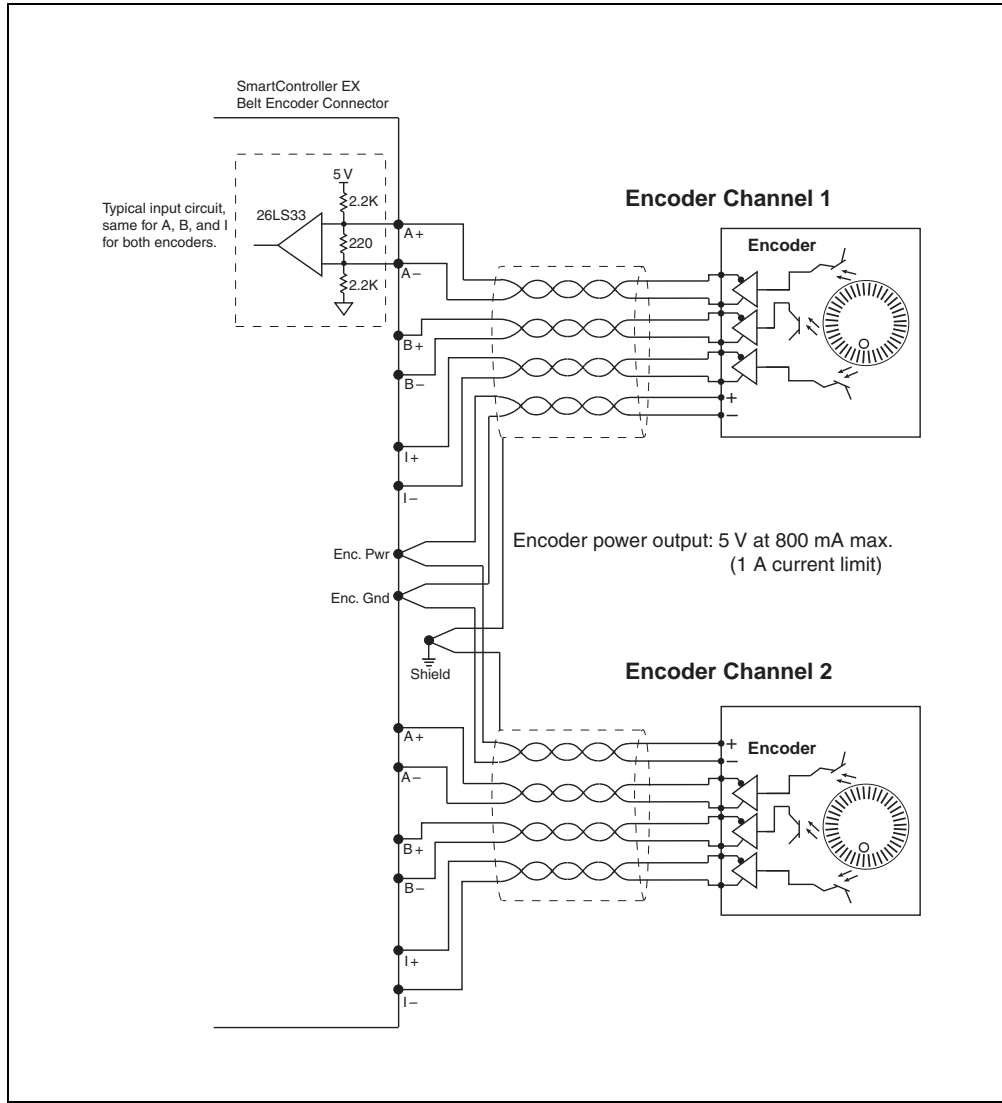 SmartController EX
Belt Encoder Connector
5 V
2.2K
26LS33
220
2.2K
Typical input circuit,
same for A, B, and I
for both encoders.
A+
A–
B+
B–
I+
I–
Enc. Pwr
Enc. Gnd
Shield
Encoder Channel 1
Encoder
+
–
Encoder power output: 5 V at 800 mA max.
(1 A current limit)
Encoder Channel 2
+
–
Encoder
A+
A–
B+
B–
I+
I–